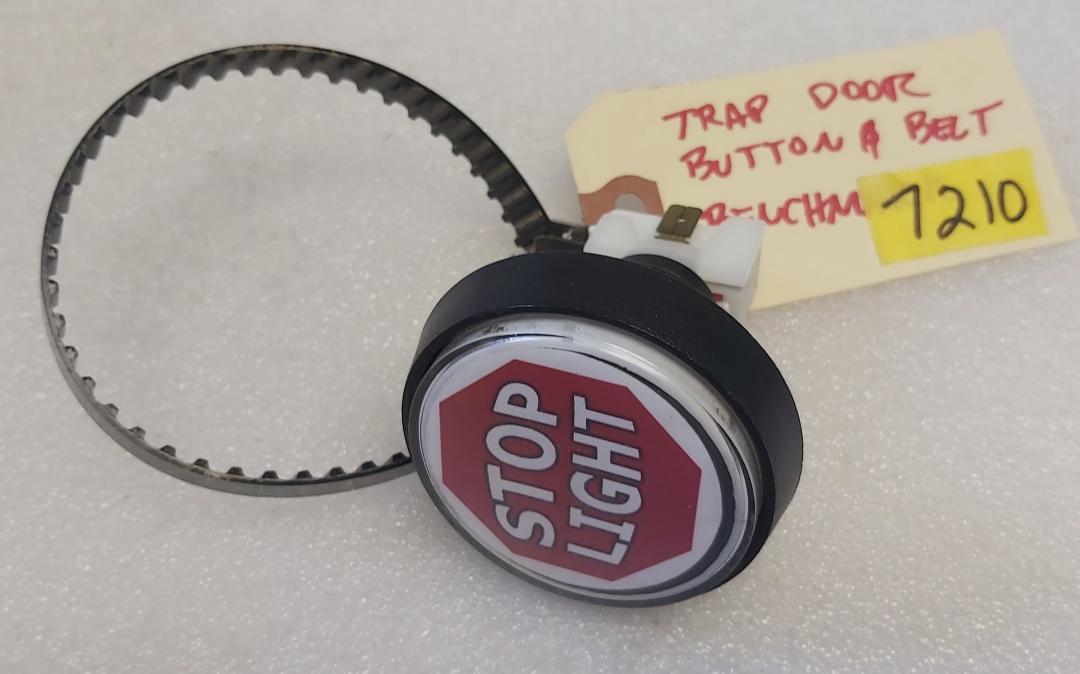 TRAP DOOR
BUTTON & BELT
7210
STOP
LIGHT